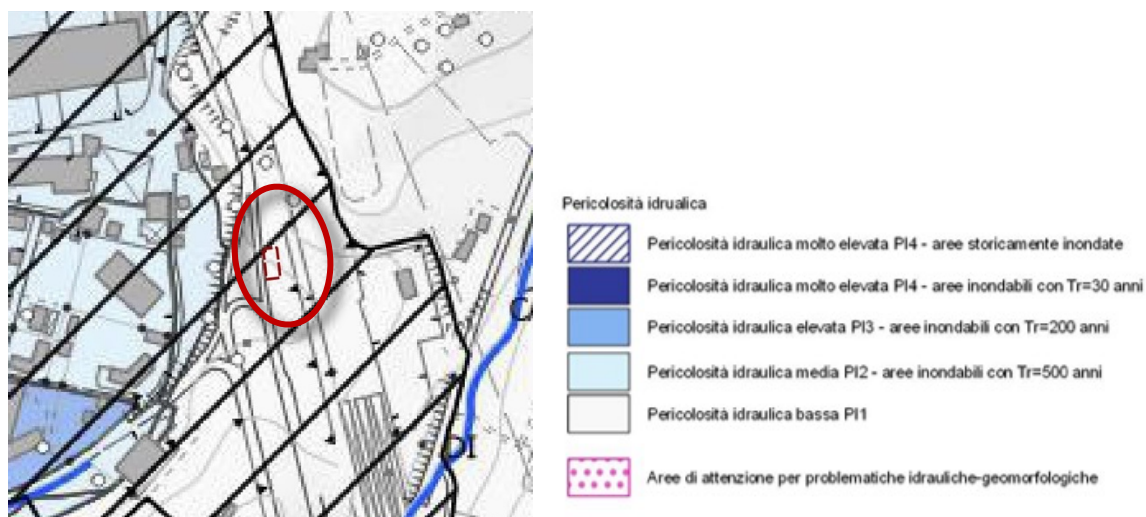 Pericolosità idrualica
Pericolosità idraulica molto elevata PI4 - aree storicamente inondate
Pericolosità idraulica molto elevata PI4 - aree inondabili con Tr=30 anni
Pericolosità idraulica elevata PI3 - aree inondabili con Tr=200 anni
Pericolosità idraulica media PI2 - aree inondabili con Tr=500 anni
Pericolosità idraulica bassa PI1
Aree di attenzione per problematiche idrauliche-geomorfologiche